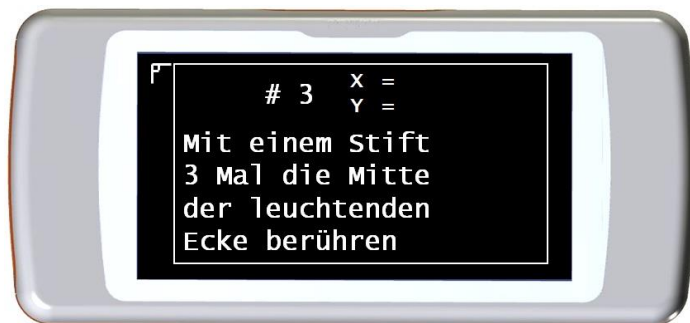 # 3 X =
Y =
Mit einem Stift
3 Mal die Mitte
der leuchtenden
Ecke berühren